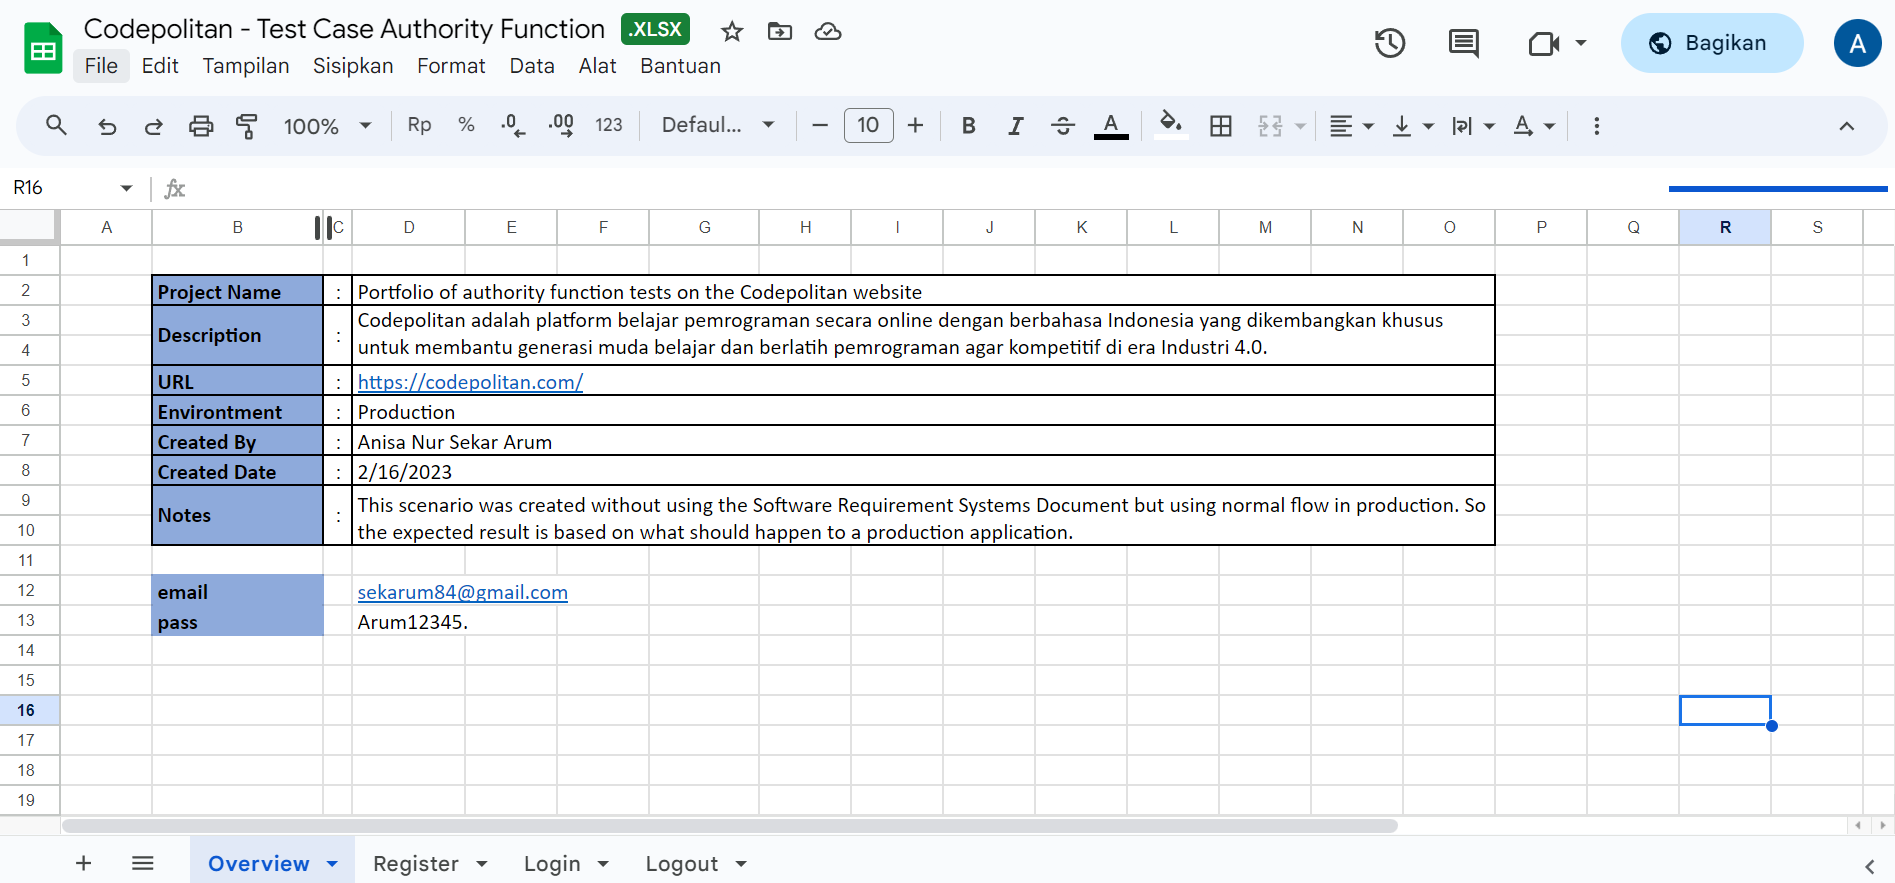 Codepolitan - Test Case Authority Function .XLSX
File Edit Tampilan Sisipkan Format Data Alat Bantuan
Bagikan A
100% Rp % .0 .00 123 Defaul... 10 B I S A A
R16 fx
A B C D E F G H I J K L M N O P Q R S
1
2 Project Name : Portfolio of authority function tests on the Codepolitan website
3 Codepolitan adalah platform belajar pemrograman secara online dengan berbahasa Indonesia yang dikembangkan khusus
Description :
4 untuk membantu generasi muda belajar dan berlatih pemrograman agar kompetitif di era Industri 4.0.
5 URL : https://codepolitan.com/
6 Environtment : Production
7 Created By : Anisa Nur Sekar Arum
8 Created Date : 2/16/2023
9 This scenario was created without using the Software Requirement Systems Document but using normal flow in production. So
Notes :
10 the expected result is based on what should happen to a production application.
11
12 email sekarum84@gmail.com
13 pass Arum12345.
14
15
16
17
18
19
Overview Register Login Logout